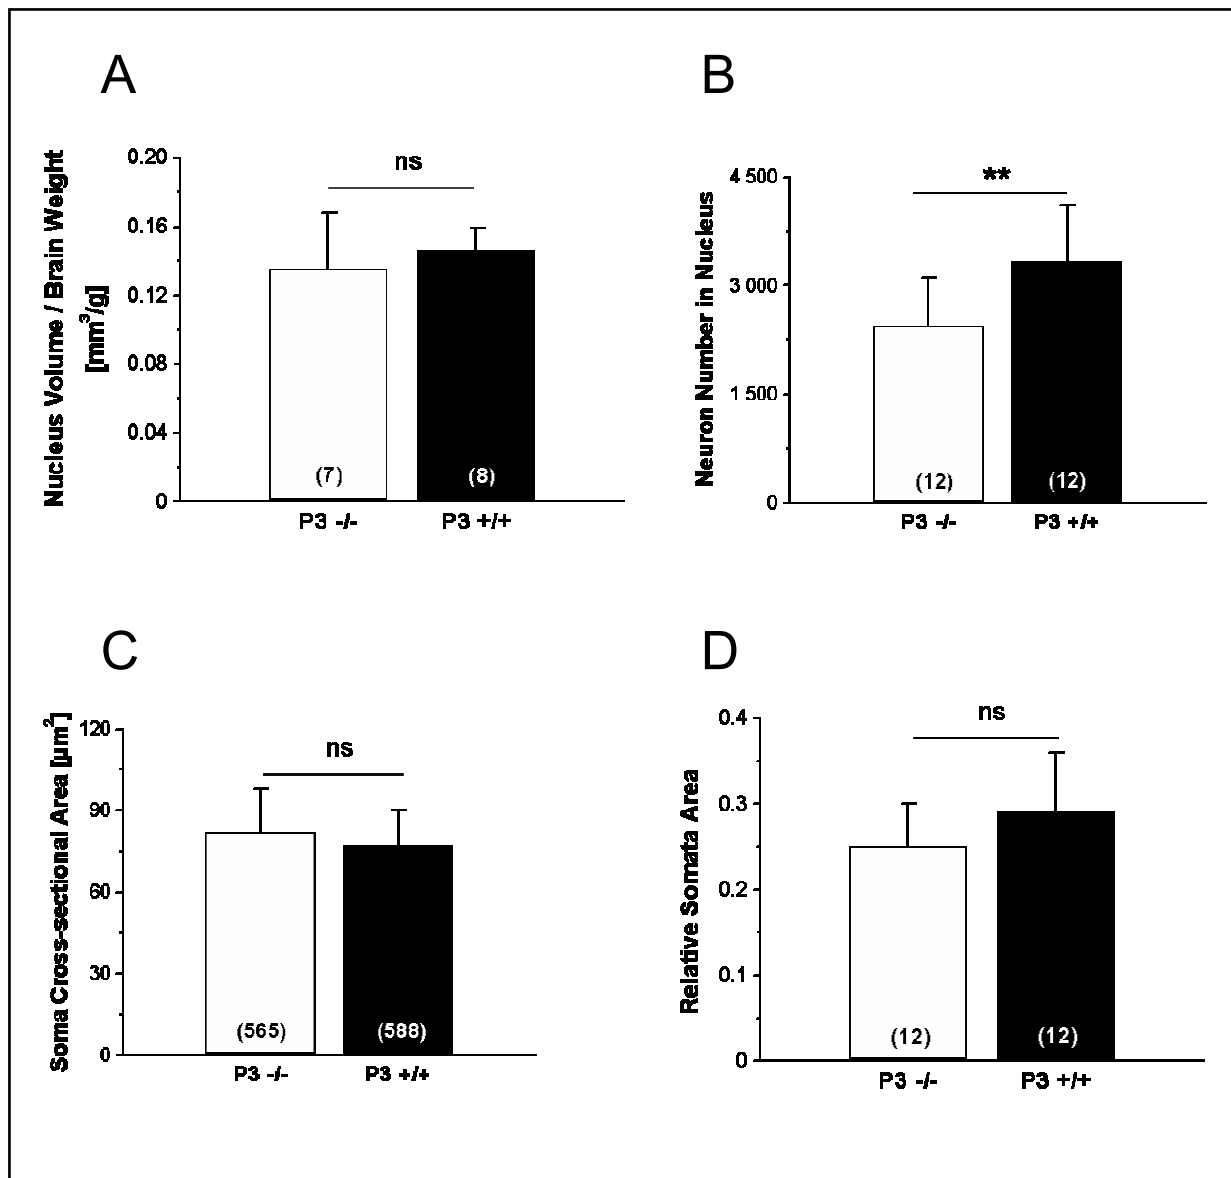 A
Nucleus Volume / Brain Weight
[mm³/g]
0.20
0.16
0.12
0.08
0.04
0
ns
(7)
(8)
P3 -/-
P3 +/+
B
Neuron Number in Nucleus
4 500
3 000
1 500
0
**
(12)
(12)
P3 -/-
P3 +/+
C
Soma Cross-sectional Area [µm²]
120
90
60
30
0
ns
(565)
(588)
P3 -/-
P3 +/+
D
Relative Somata Area
0.4
0.3
0.2
0.1
0
ns
(12)
(12)
P3 -/-
P3 +/+